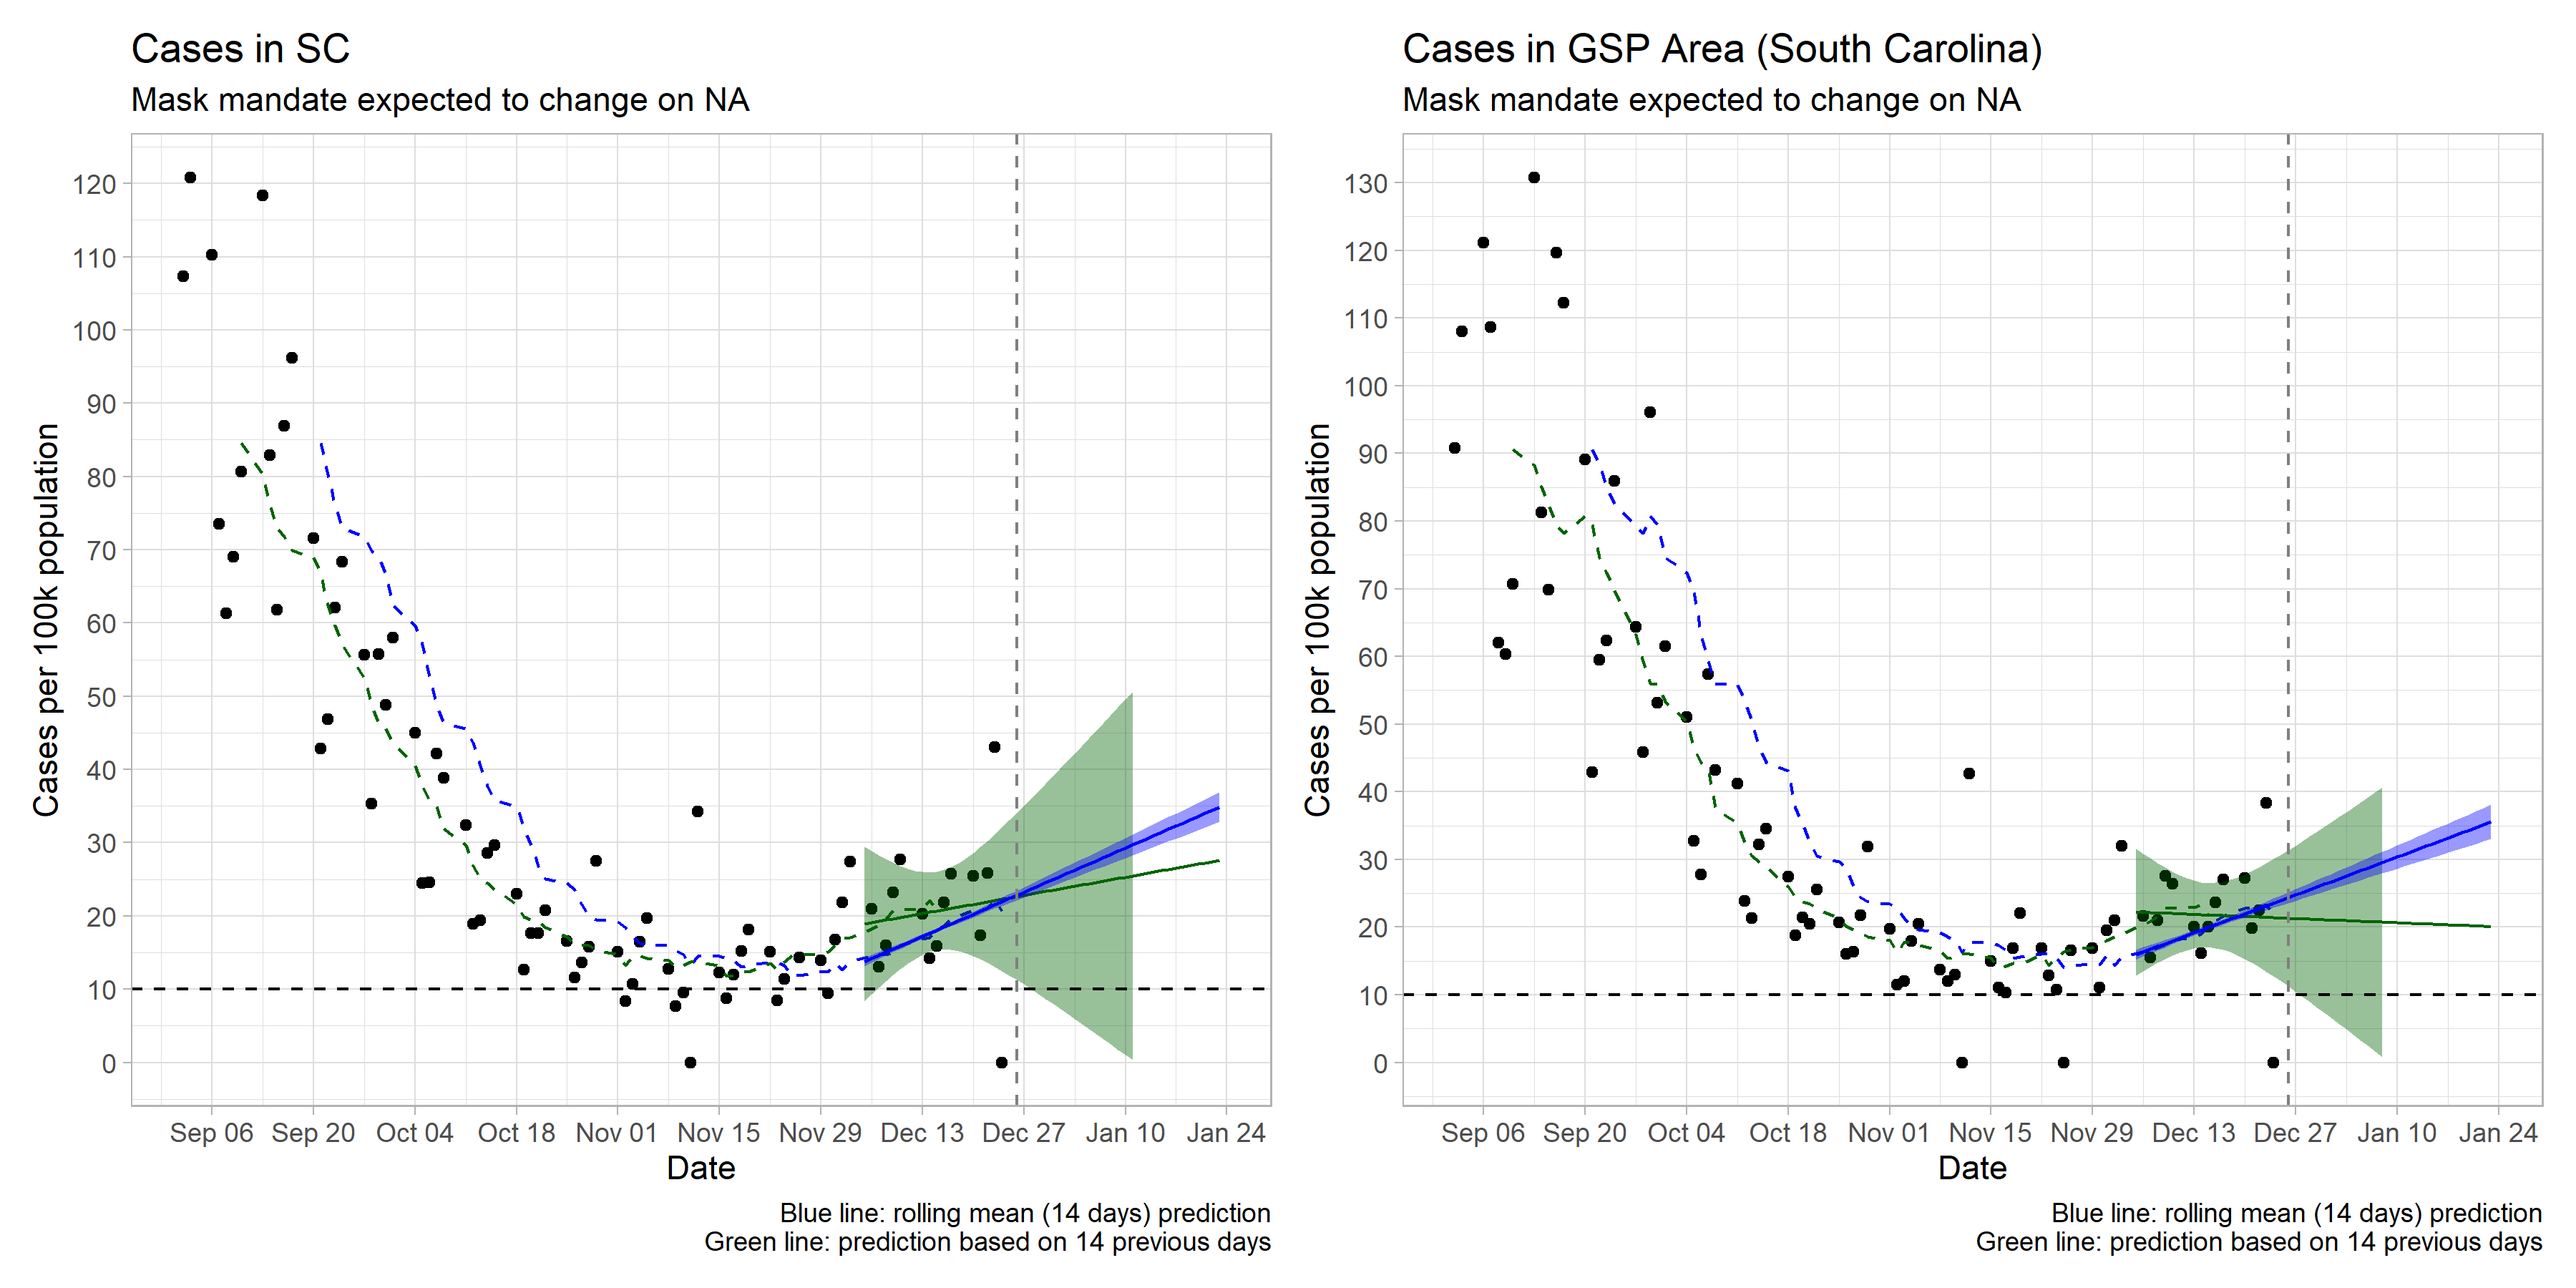 Cases in SC
Mask mandate expected to change on NA
Cases per 100k population
120
110
100
90
80
70
60
50
40
30
20
10
0
Sep 06 Sep 20 Oct 04 Oct 18 Nov 01 Nov 15 Nov 29 Dec 13 Dec 27 Jan 10 Jan 24
Date
Blue line: rolling mean (14 days) prediction
Green line: prediction based on 14 previous days
Cases in GSP Area (South Carolina)
Mask mandate expected to change on NA
Cases per 100k population
130
120
110
100
90
80
70
60
50
40
30
20
10
0
Sep 06 Sep 20 Oct 04 Oct 18 Nov 01 Nov 15 Nov 29 Dec 13 Dec 27 Jan 10 Jan 24
Date
Blue line: rolling mean (14 days) prediction
Green line: prediction based on 14 previous days